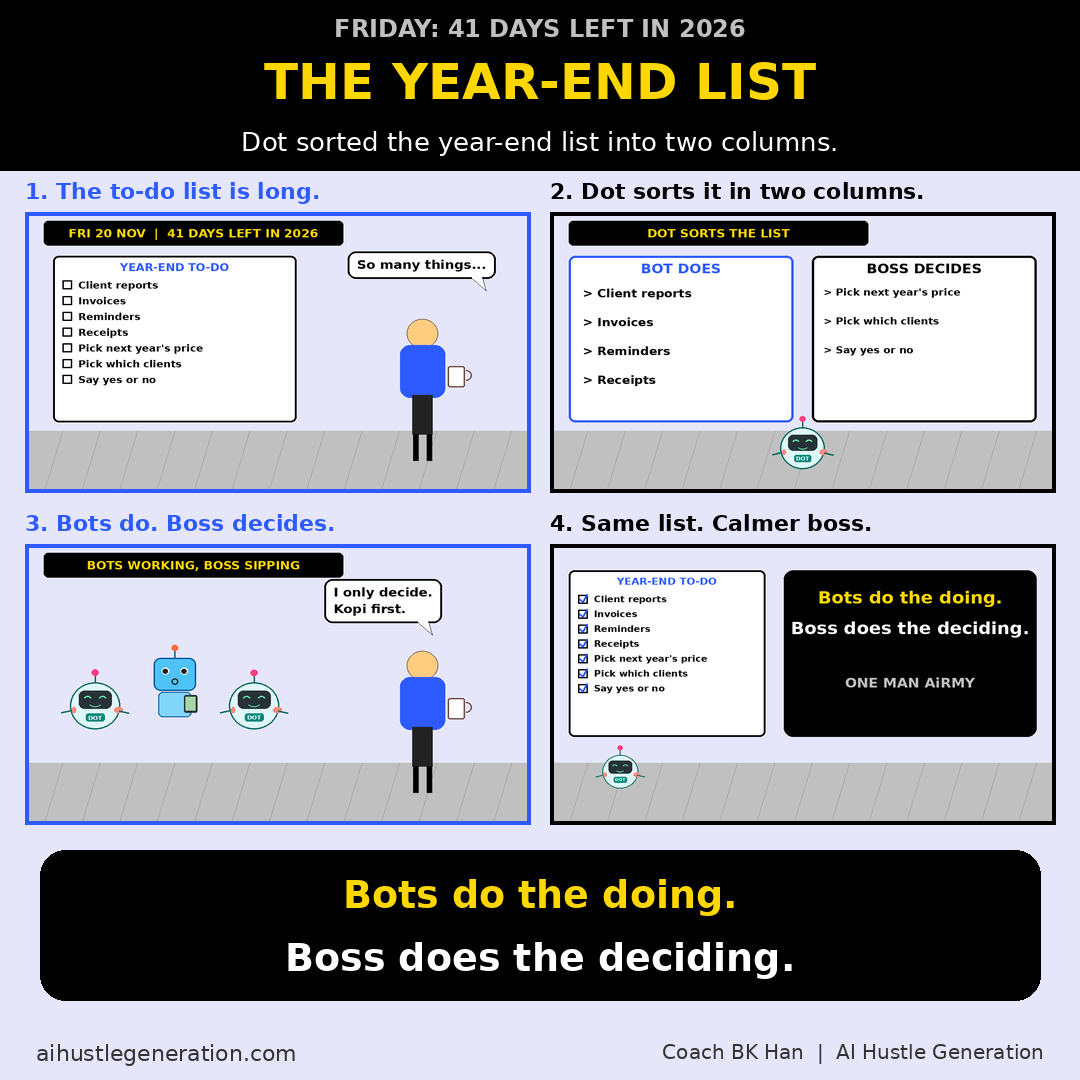 FRIDAY: 41 DAYS LEFT IN 2026
THE YEAR-END LIST
Dot sorted the year-end list into two columns.
1. The to-do list is long.
FRI 20 NOV | 41 DAYS LEFT IN 2026
YEAR-END TO-DO
Client reports
Invoices
Reminders
Receipts
Pick next year's price
Pick which clients
Say yes or no
So many things...
2. Dot sorts it in two columns.
DOT SORTS THE LIST
BOT DOES
> Client reports
> Invoices
> Reminders
> Receipts
BOSS DECIDES
> Pick next year's price
> Pick which clients
> Say yes or no
DOT
3. Bots do. Boss decides.
BOTS WORKING, BOSS SIPPING
I only decide.
Kopi first.
DOT
DOT
4. Same list. Calmer boss.
YEAR-END TO-DO
Client reports
Invoices
Reminders
Receipts
Pick next year's price
Pick which clients
Say yes or no
Bots do the doing.
Boss does the deciding.
ONE MAN AiRMY
DOT
Bots do the doing.
Boss does the deciding.
aihustlegeneration.com
Coach BK Han | AI Hustle Generation